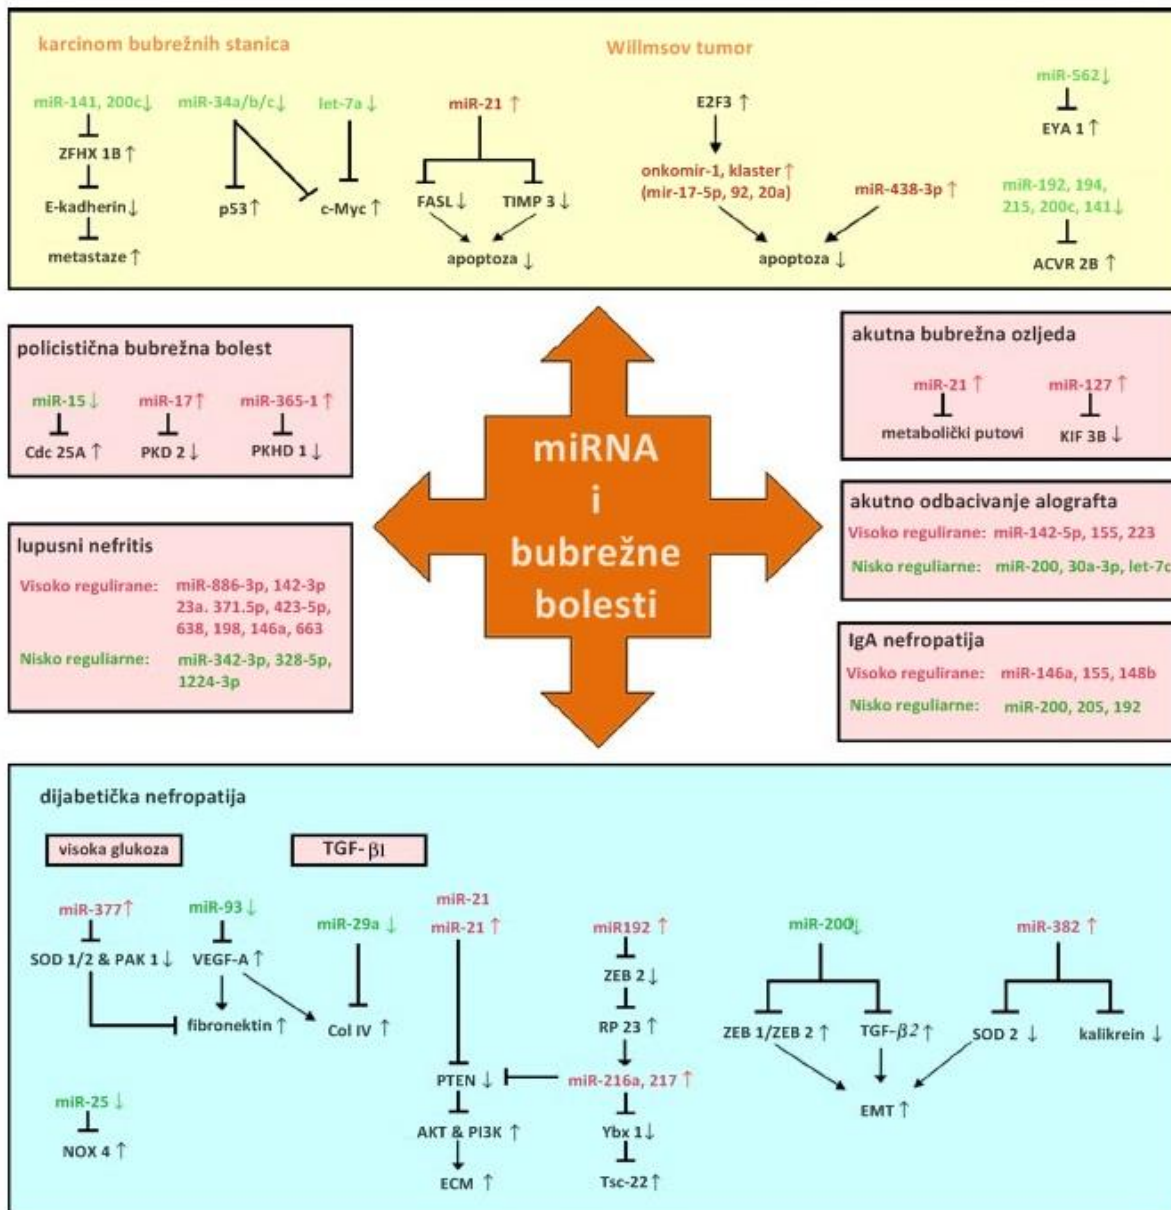 karcinom bubrežnih stanica
miR-141, 200c↓
ZFHX 1B ↑
E-kadherin↓
metastaze ↑
miR-34a/b/c↓
p53↑
let-7a ↓
c-Myc ↑
miR-21 ↑
FASL ↓
TIMP 3 ↓
apoptoza ↓
Willmsov tumor
E2F3 ↑
onkomir-1, klaster ↑
(mir-17-5p, 92, 20a)
miR-438-3p ↑
apoptoza ↓
miR-562↓
EYA 1 ↑
miR-192, 194,
215, 200c, 141↓
ACVR 2B ↑
policistična bubrežna bolest
miR-15 ↓
Cdc 25A ↑
miR-17↑
PKD 2 ↓
miR-365-1 ↑
PKHD 1 ↓
lupusni nefritis
Visoko regulirane:
miR-886-3p, 142-3p
23a. 371.5p, 423-5p,
638, 198, 146a, 663
Nisko reguliarne:
miR-342-3p, 328-5p,
1224-3p
miRNA
i
bubrežne
bolesti
akutna bubrežna ozljeda
miR-21 ↑
metabolički putovi
miR-127 ↑
KIF 3B ↓
akutno odbacivanje alografta
Visoko regulirane: miR-142-5p, 155, 223
Nisko reguliarne: miR-200, 30a-3p, let-7c
IgA nefropatija
Visoko regulirane: miR-146a, 155, 148b
Nisko reguliarne: miR-200, 205, 192
dijabetička nefropatija
visoka glukoza
TGF- β1
miR-377↑
SOD 1/2 & PAK 1 ↓
miR-93 ↓
VEGF-A ↑
fibronektin ↑
miR-29a ↓
Col IV ↑
miR-25 ↓
NOX 4 ↑
miR-21
miR-21 ↑
PTEN ↓
AKT & PI3K ↑
ECM ↑
miR192 ↑
ZEB 2 ↓
RP 23 ↑
miR-216a, 217 ↑
Ybx 1↓
Tsc-22↑
miR-200↓
ZEB 1/ZEB 2 ↑
TGF-β2↑
EMT ↑
miR-382 ↑
SOD 2 ↓
kalikrein ↓